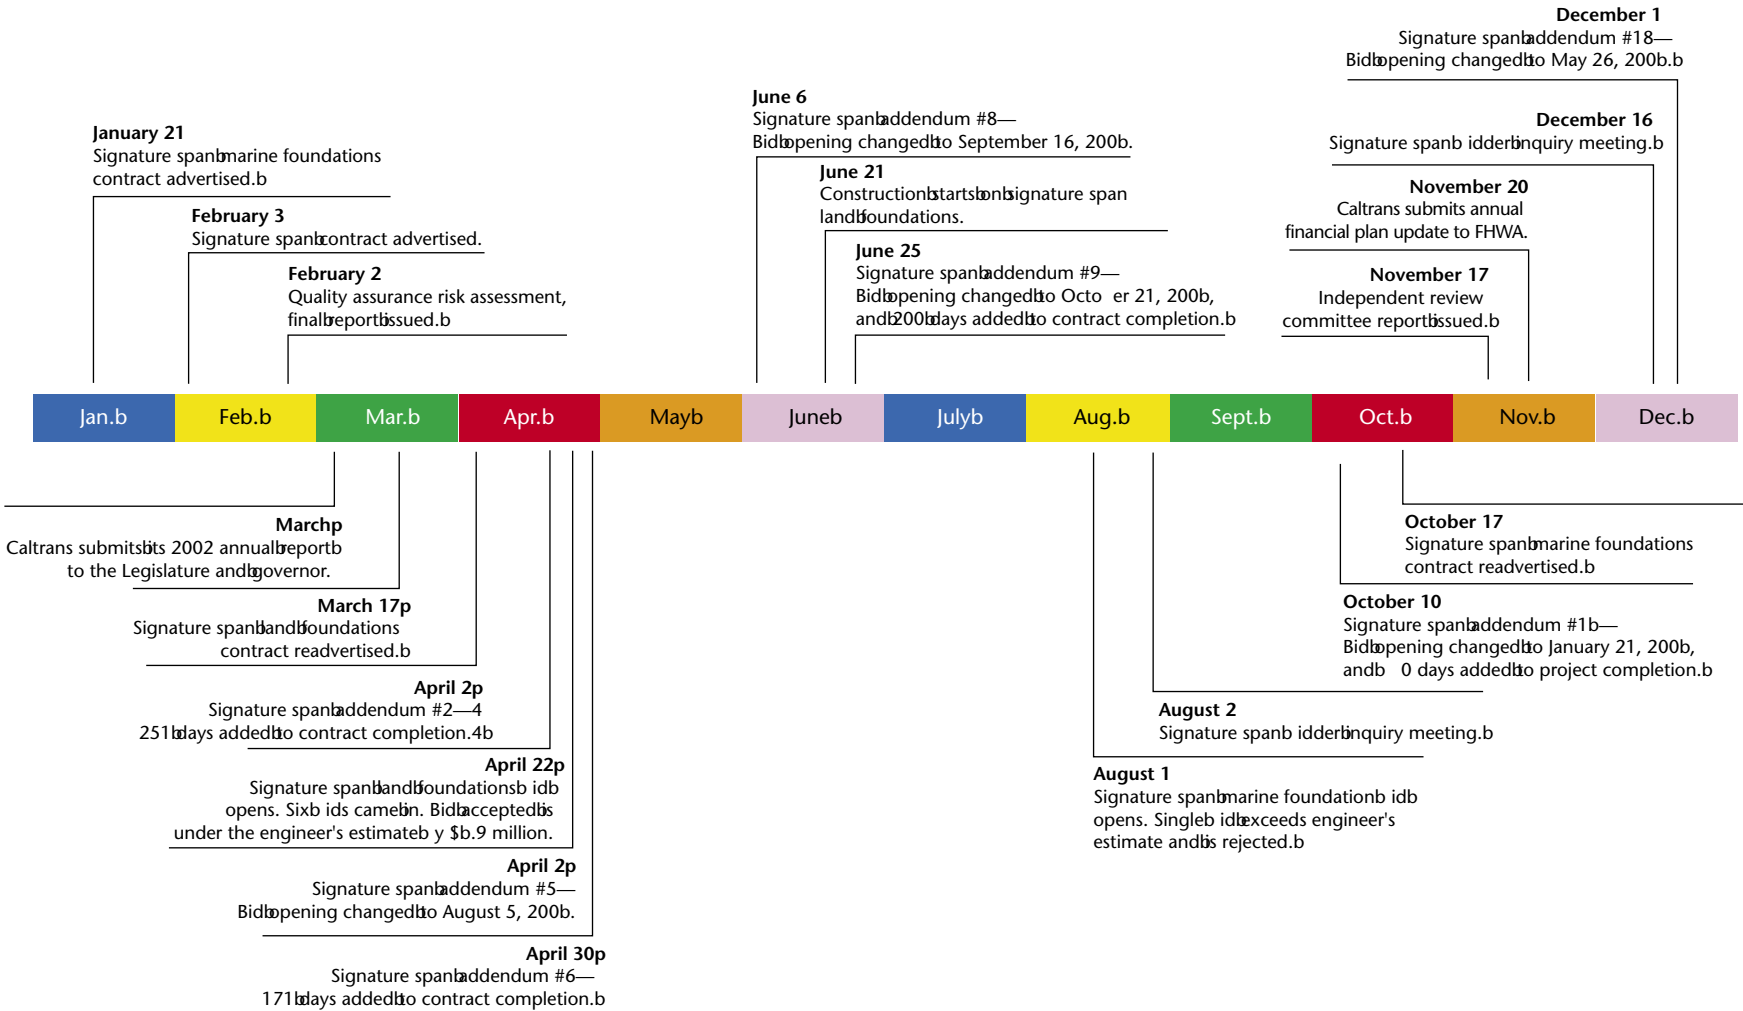 December 1
Signature spanbaddendum #18—
Bidbopening changedbto May 26, 200b.b
June 6
Signature spanbaddendum #8—
Bidbopening changedbto September 16, 200b.
December 16
Signature spanb idderbinquiry meeting.b
January 21
Signature spanbmarine foundations
contract advertised.b
June 21
Constructionbstartsbonbsignature span
landbfoundations.
November 20
Caltrans submits annual
financial plan update to FHWA.
February 3
Signature spanbcontract advertised.
June 25
Signature spanbaddendum #9—
Bidbopening changedbto Octo er 21, 200b,
andb200bdays addedbto contract completion.b
February 2
Quality assurance risk assessment,
finalbreportbissued.b
November 17
Independent review
committee reportbissued.b
Jan.b Feb.b Mar.b Apr.b Mayb Juneb Julyb Aug.b Sept.b Oct.b Nov.b Dec.b
Marchp
Caltrans submitsbits 2002 annualbreportb
to the Legislature andbgovernor.
March 17p
Signature spanblandbfoundations
contract readvertised.b
April 2p
Signature spanbaddendum #2—4
251bdays addedbto contract completion.4b
April 22p
Signature spanblandbfoundationsb idb
opens. Sixb ids camebin. Bidbacceptedbis
under the engineer's estimateb y $b.9 million.
April 2p
Signature spanbaddendum #5—
Bidbopening changedbto August 5, 200b.
April 30p
Signature spanbaddendum #6—
171bdays addedbto contract completion.b
October 17
Signature spanbmarine foundations
contract readvertised.b
October 10
Signature spanbaddendum #1b—
Bidbopening changedbto January 21, 200b,
andb 0 days addedbto project completion.b
August 2
Signature spanb idderbinquiry meeting.b
August 1
Signature spanbmarine foundationb idb
opens. Singleb idbexceeds engineer's
estimate andbis rejected.b